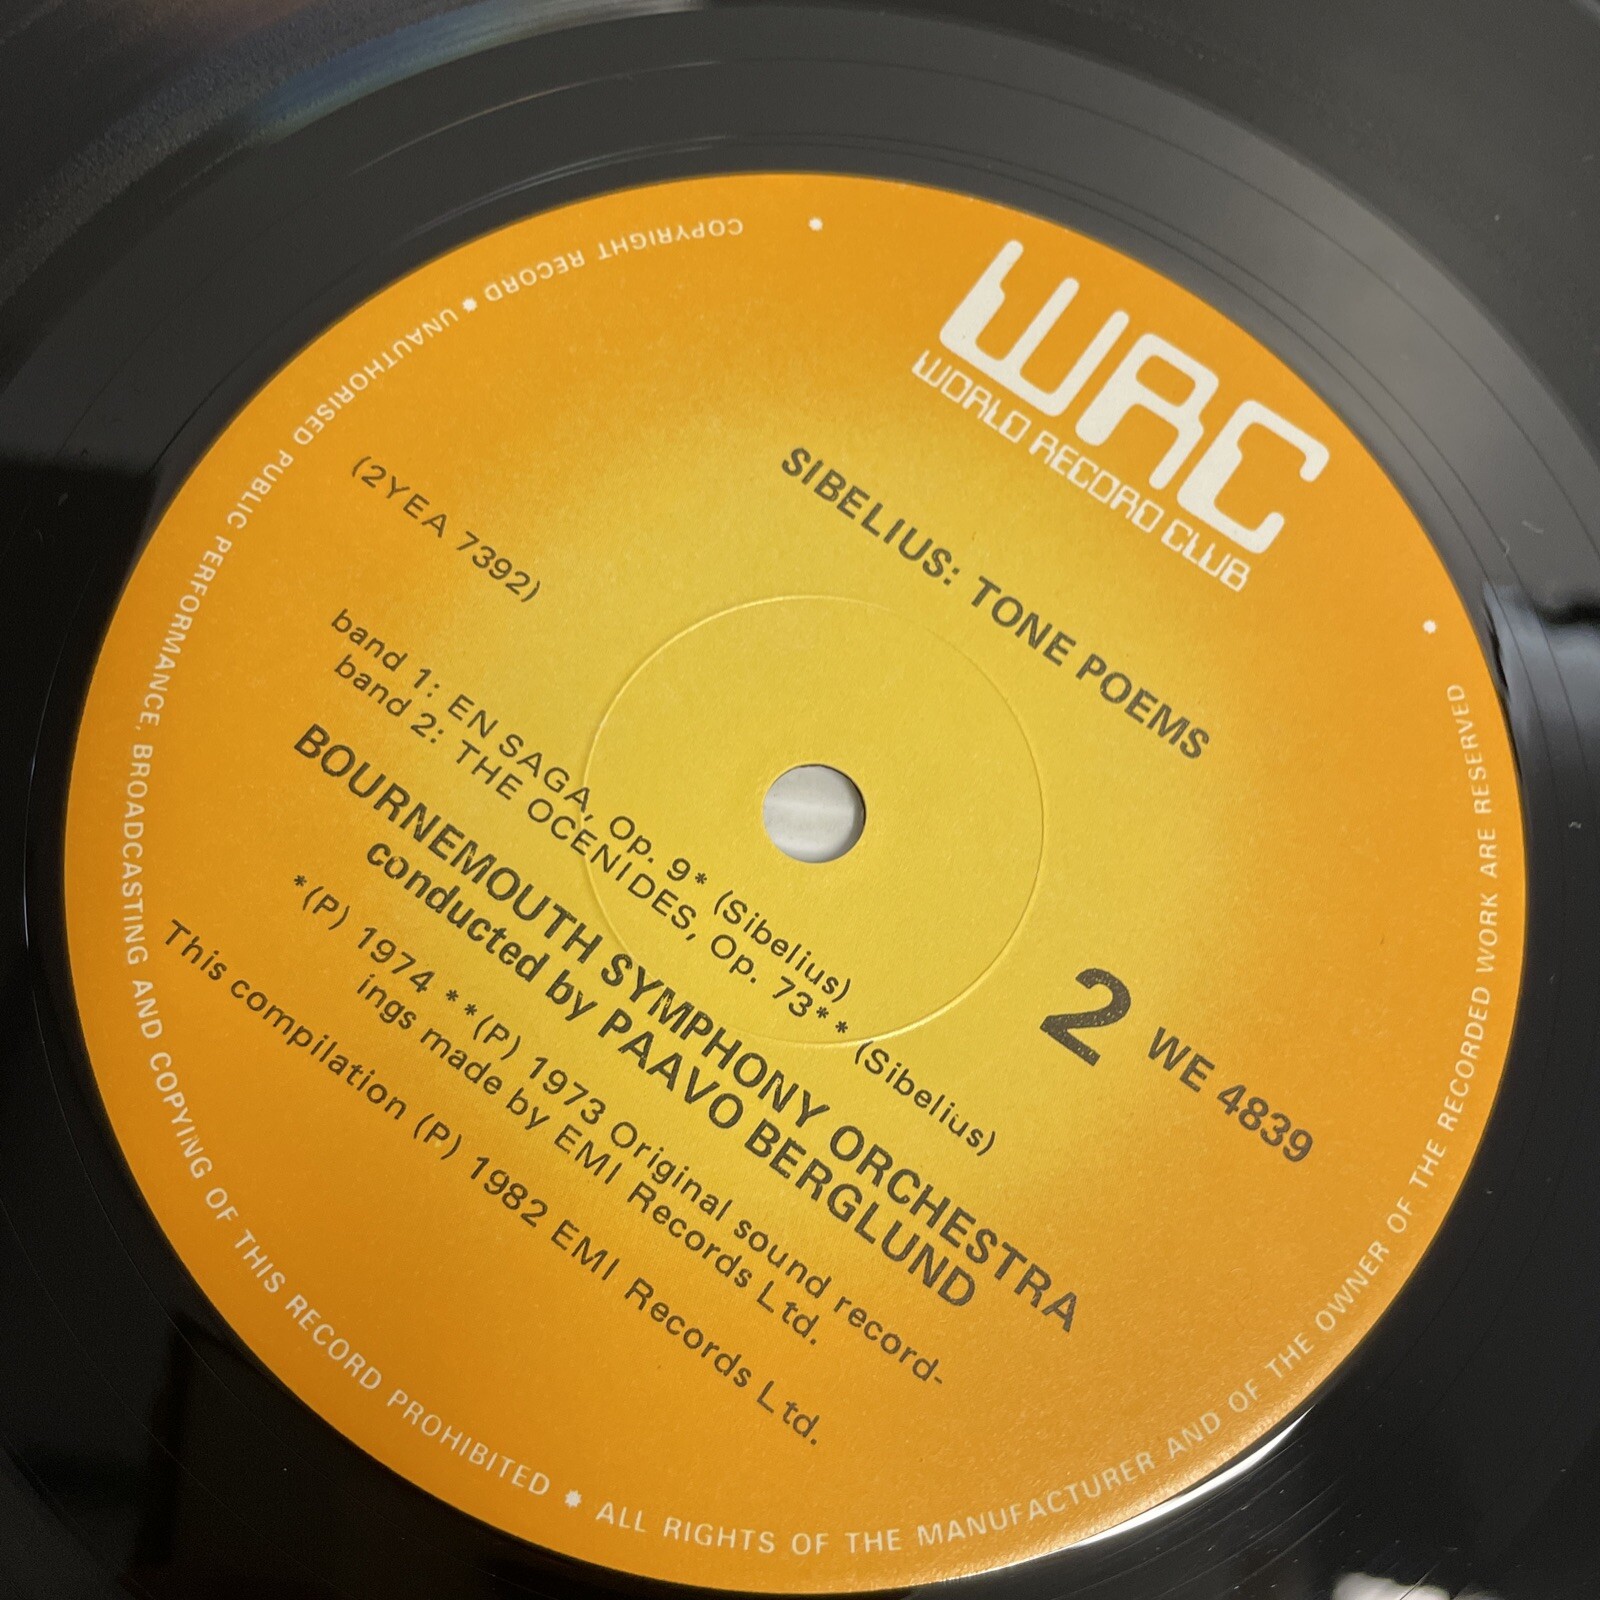 WRC
WORLD RECORD CLUB
SIBELIUS: TONE POEMS
(2YEA 7392)
2 WE 4839
band 1: EN SAGA, Op. 9* (Sibelius)
band 2: THE OCENIDES, Op. 73** (Sibelius)
BOURNEMOUTH SYMPHONY ORCHESTRA
conducted by PAAVO BERGLUND
*(P) 1974 **(P) 1973 Original sound record-
ings made by EMI Records Ltd.
This compilation (P) 1982 EMI Records Ltd.
COPYRIGHT RECORD * UNAUTHORISED PUBLIC PERFORMANCE, BROADCASTING AND COPYING OF THIS RECORD PROHIBITED * ALL RIGHTS OF THE MANUFACTURER AND OF THE OWNER OF THE RECORDED WORK ARE RESERVED